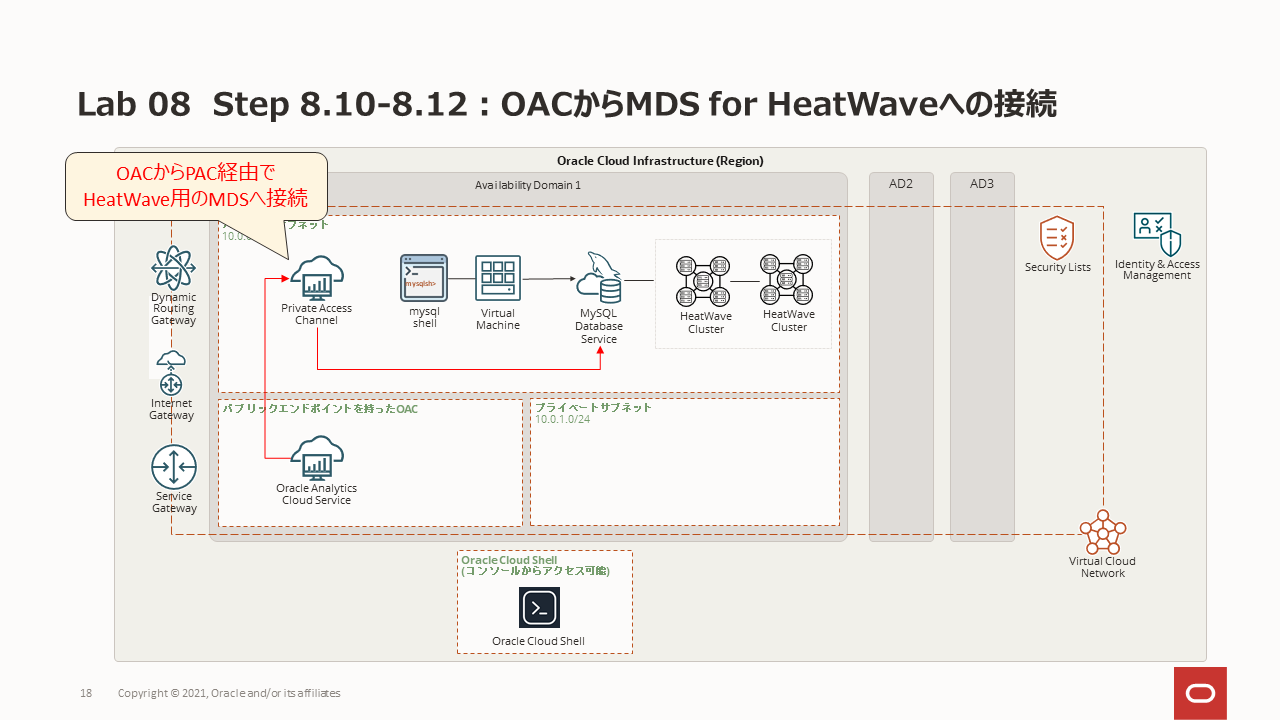 Lab 08 Step 8.10-8.12 : OACからMDS for HeatWaveへの接続
Oracle Cloud Infrastructure (Region)
OACからPAC経由で
HeatWave用のMDSへ接続
Availability Domain 1
AD2
AD3
ブネット
10.0.
Security Lists
Identity & Access
Management
Dynamic
Routing
Gateway
Private Access
Channel
mysqlsh>
mysql
shell
Virtual
Machine
MySQL
Database
Service
HeatWave
Cluster
HeatWave
Cluster
Internet
Gateway
パブリックエンドポイントを持ったOAC
プライベートサブネット
10.0.1.0/24
Oracle Analytics
Cloud Service
Service
Gateway
Virtual Cloud
Network
Oracle Cloud Shell
(コンソールからアクセス可能)
Oracle Cloud Shell
18
Copyright © 2021, Oracle and/or its affiliates